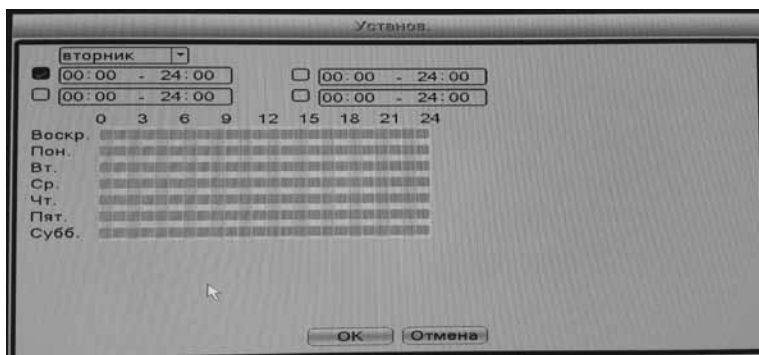 Установ.
вторник
00:00 - 24:00 00:00 - 24:00
00:00 - 24:00 00:00 - 24:00
0 3 6 9 12 15 18 21 24
Воскр.
Пон.
Вт.
Ср.
Чт.
Пят.
Субб.
OK Отмена